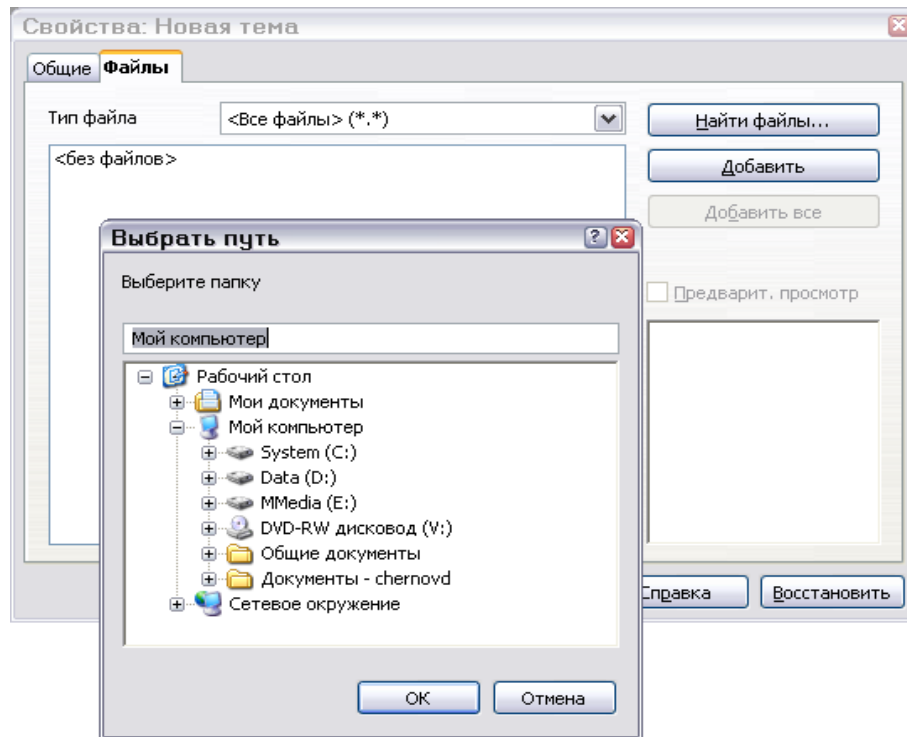 Свойства: Новая тема
Общие Файлы
Тип файла <Все файлы> (*.*) Найти файлы...
<без файлов> Добавить
Добавить все
Выбрать путь
Выберите папку
Предварит. просмотр
Мой компьютер
Рабочий стол
Мои документы
Мой компьютер
System (C:)
Data (D:)
MMedia (E:)
DVD-RW дисковод (V:)
Общие документы
Документы - chernovd
Сетевое окружение
Справка Восстановить
ОК Отмена